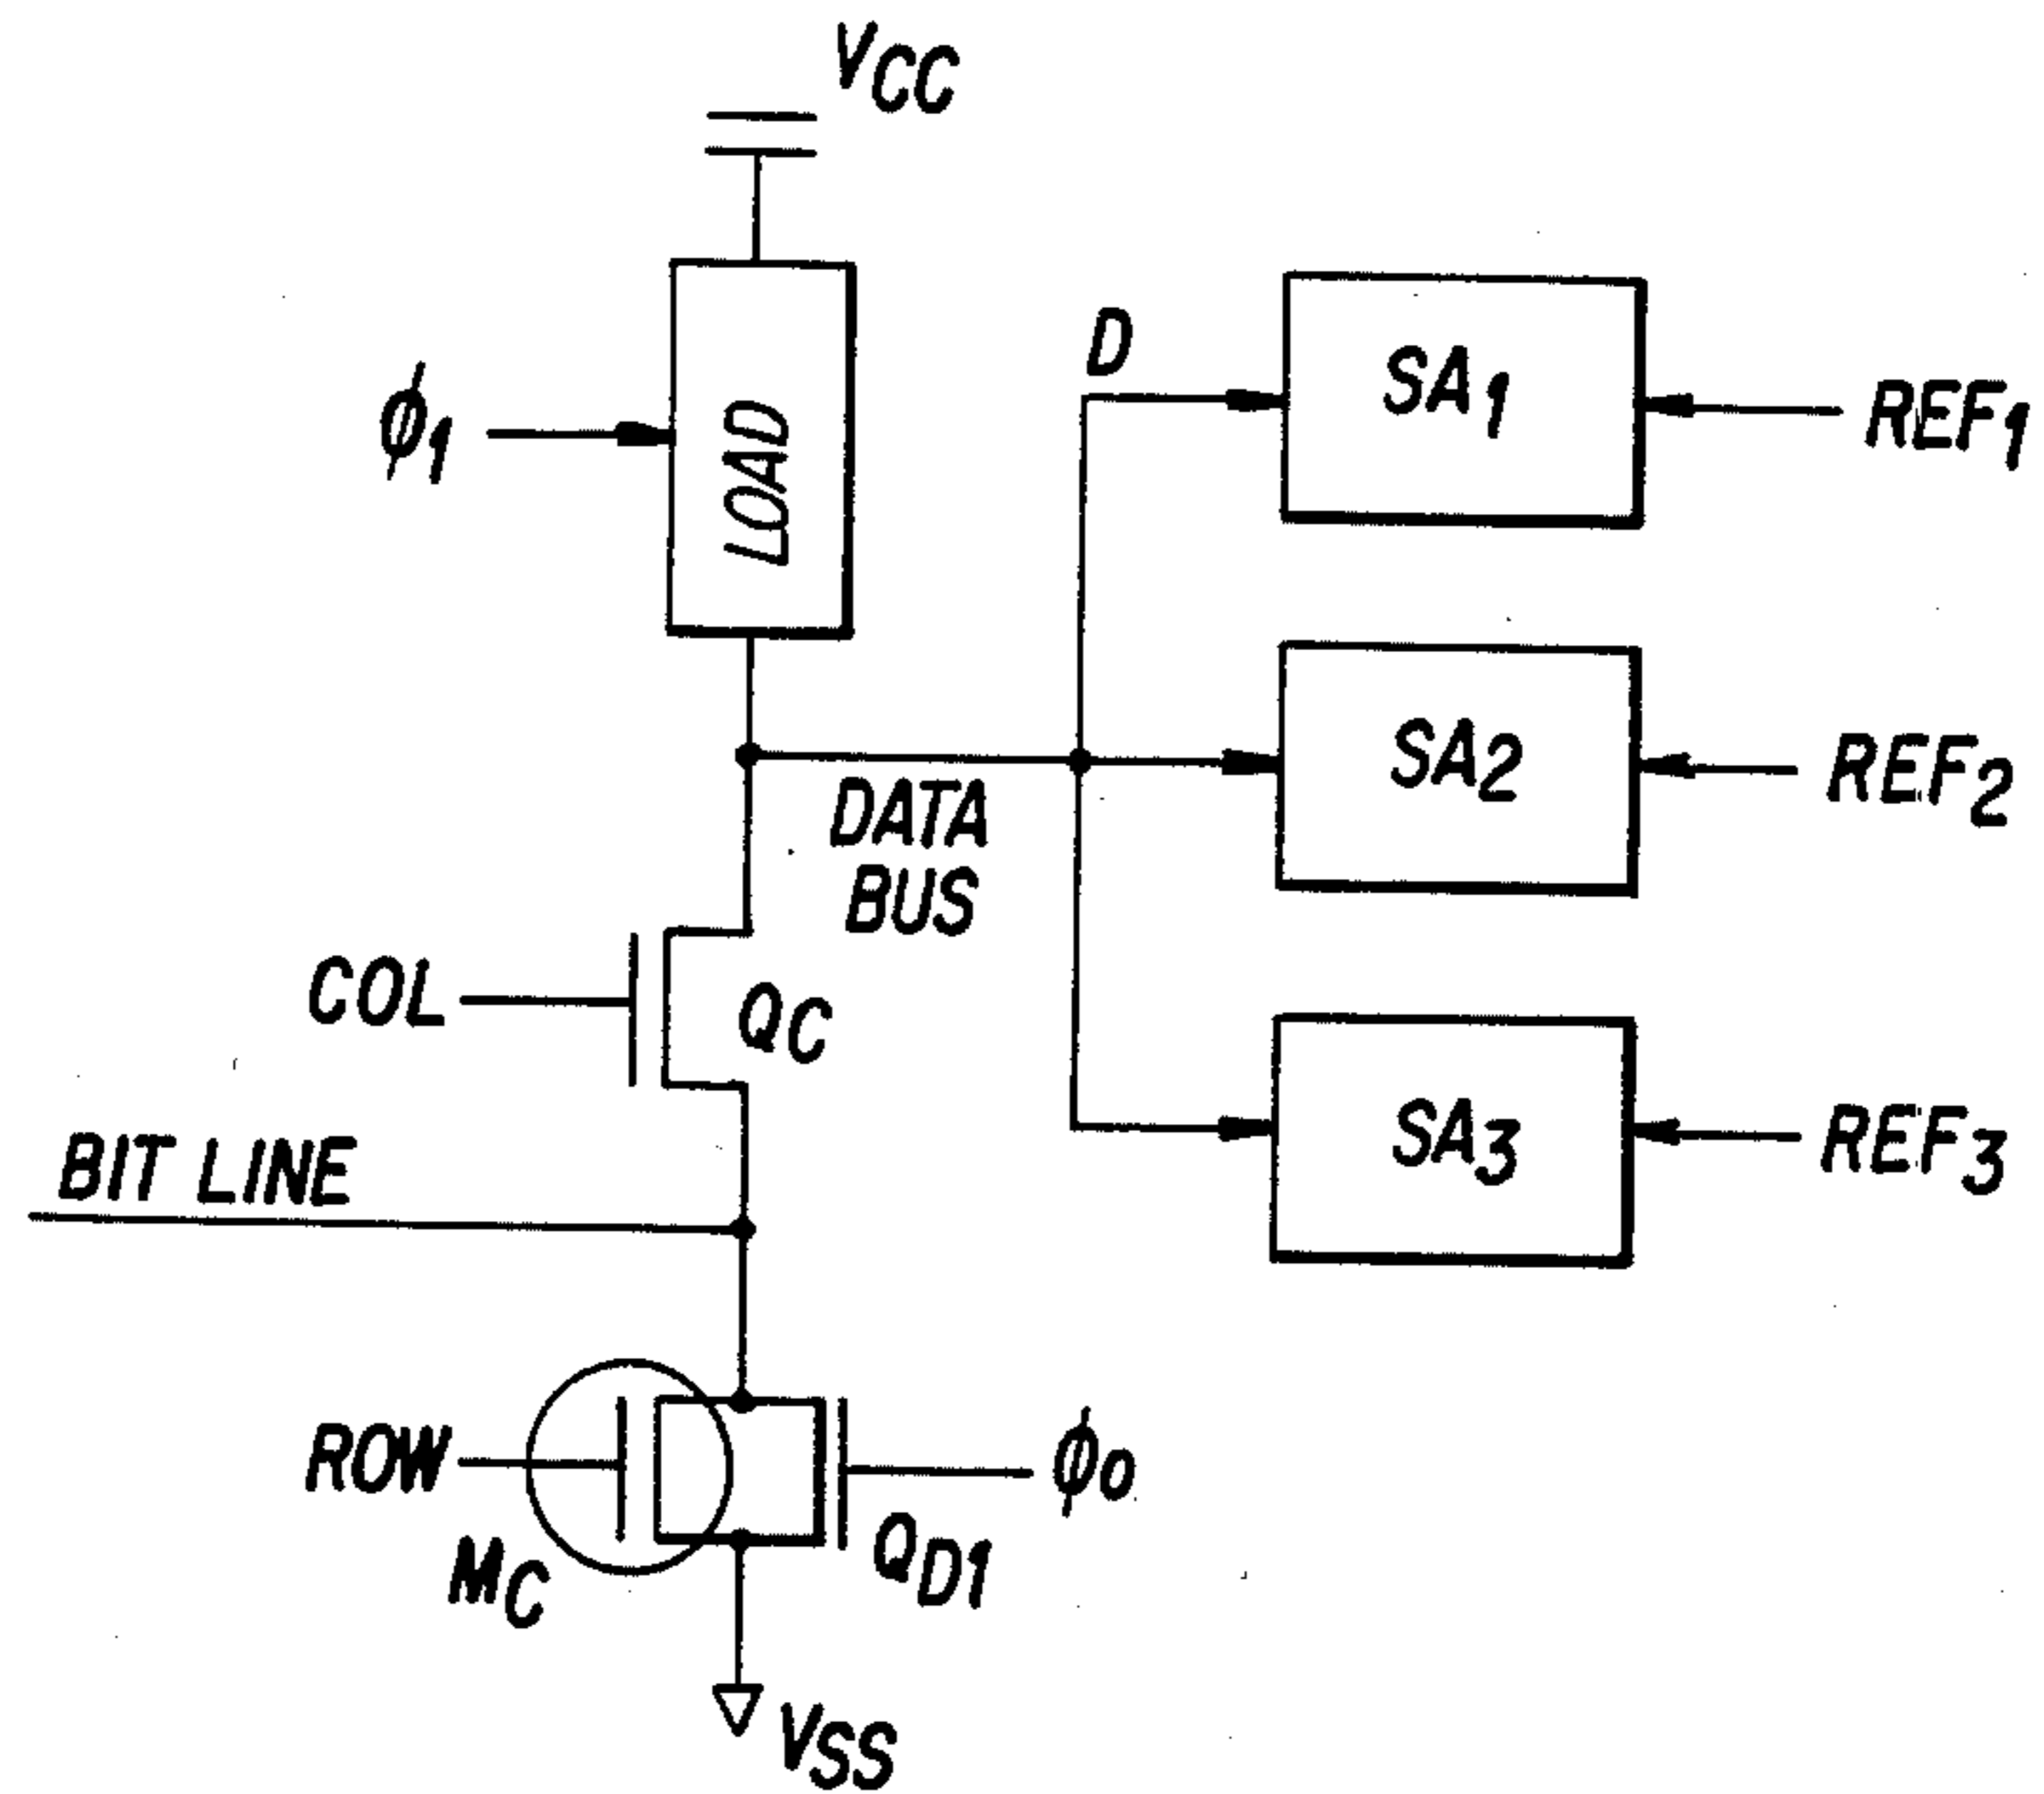 VCC
D
SA1
REF1
ϕ1
LOAD
SA2
REF2
DATA
BUS
COL
QC
SA3
REF3
BIT LINE
ROW
ϕ0
MC
QD1
VSS